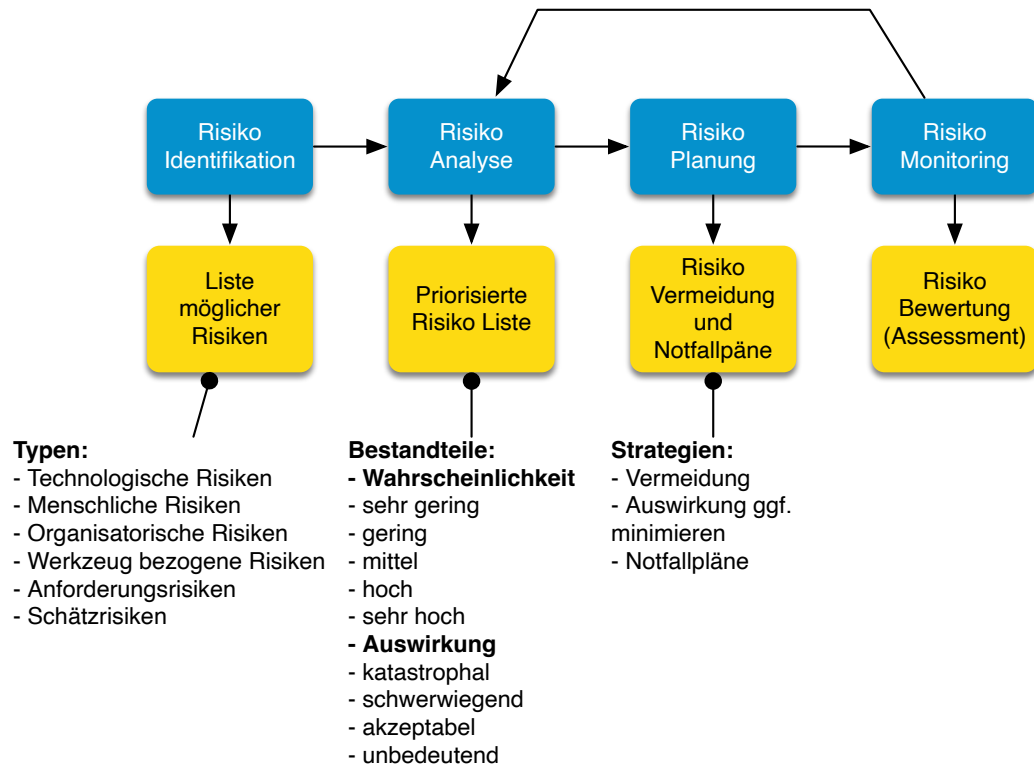 Risiko
Identifikation
Risiko
Analyse
Risiko
Planung
Risiko
Monitoring
Liste
möglicher
Risiken
Priorisierte
Risiko Liste
Risiko
Vermeidung
und
Notfallpäne
Risiko
Bewertung
(Assessment)
Typen:
- Technologische Risiken
- Menschliche Risiken
- Organisatorische Risiken
- Werkzeug bezogene Risiken
- Anforderungsrisiken
- Schätzrisiken
Bestandteile:
- Wahrscheinlichkeit
- sehr gering
- gering
- mittel
- hoch
- sehr hoch
- Auswirkung
- katastrophal
- schwerwiegend
- akzeptabel
- unbedeutend
Strategien:
- Vermeidung
- Auswirkung ggf.
minimieren
- Notfallpläne